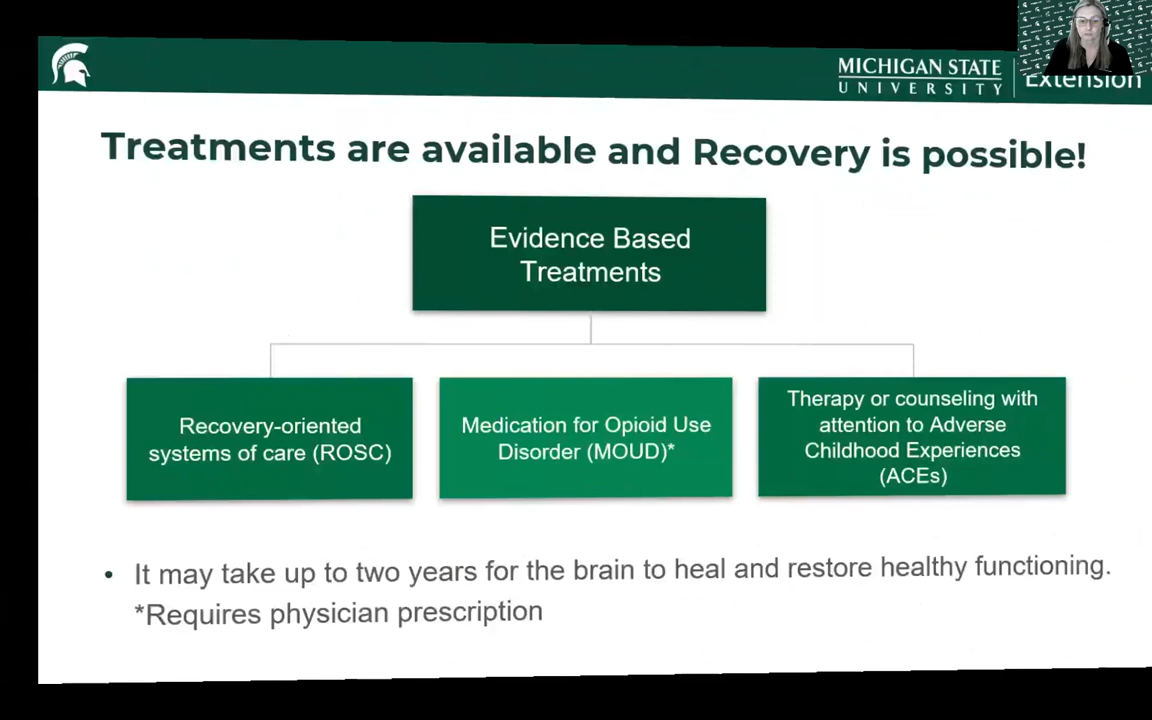 MICHIGAN STATE
UNIVERSITY
Extension
Treatments are available and Recovery is possible!
Evidence Based
Treatments
Recovery-oriented
systems of care (ROSC)
Medication for Opioid Use
Disorder (MOUD)*
Therapy or counseling with
attention to Adverse
Childhood Experiences
(ACEs)
• It may take up to two years for the brain to heal and restore healthy functioning.
*Requires physician prescription